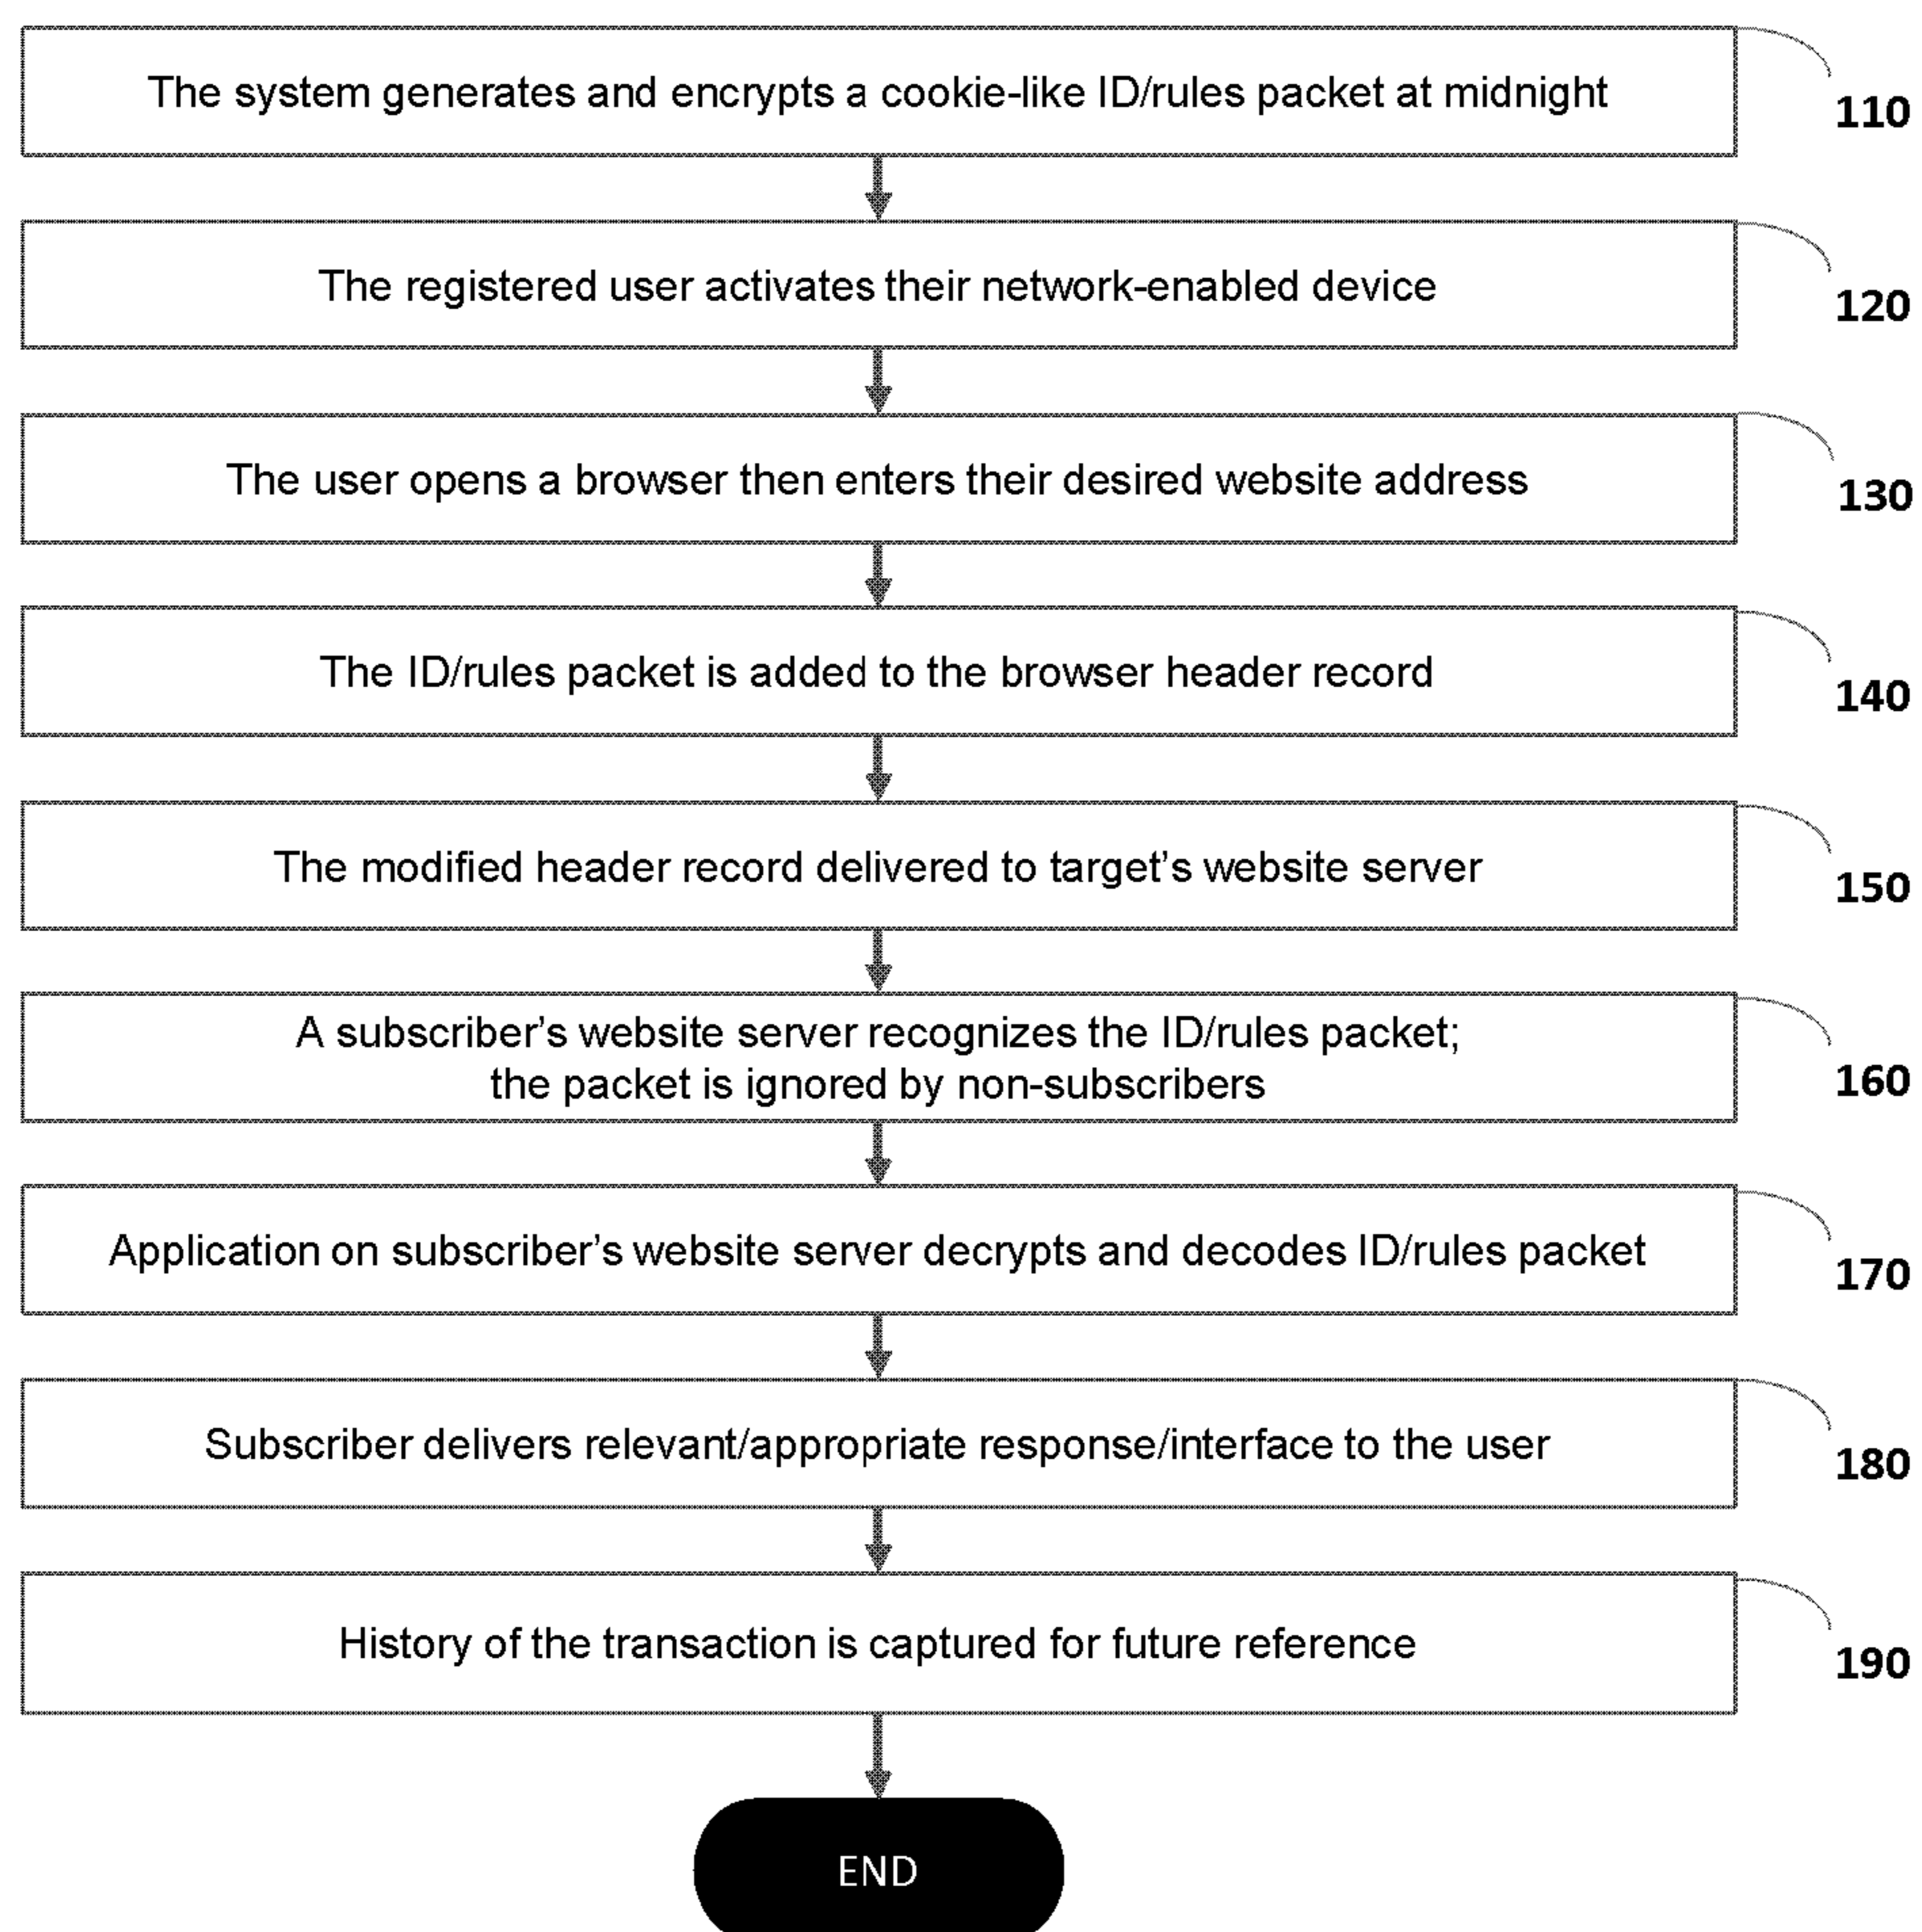 The system generates and encrypts a cookie-like ID/rules packet at midnight
110
The registered user activates their network-enabled device
120
The user opens a browser then enters their desired website address
130
The ID/rules packet is added to the browser header record
140
The modified header record delivered to target’s website server
150
A subscriber’s website server recognizes the ID/rules packet;
the packet is ignored by non-subscribers
160
Application on subscriber’s website server decrypts and decodes ID/rules packet
170
Subscriber delivers relevant/appropriate response/interface to the user
180
History of the transaction is captured for future reference
190
END